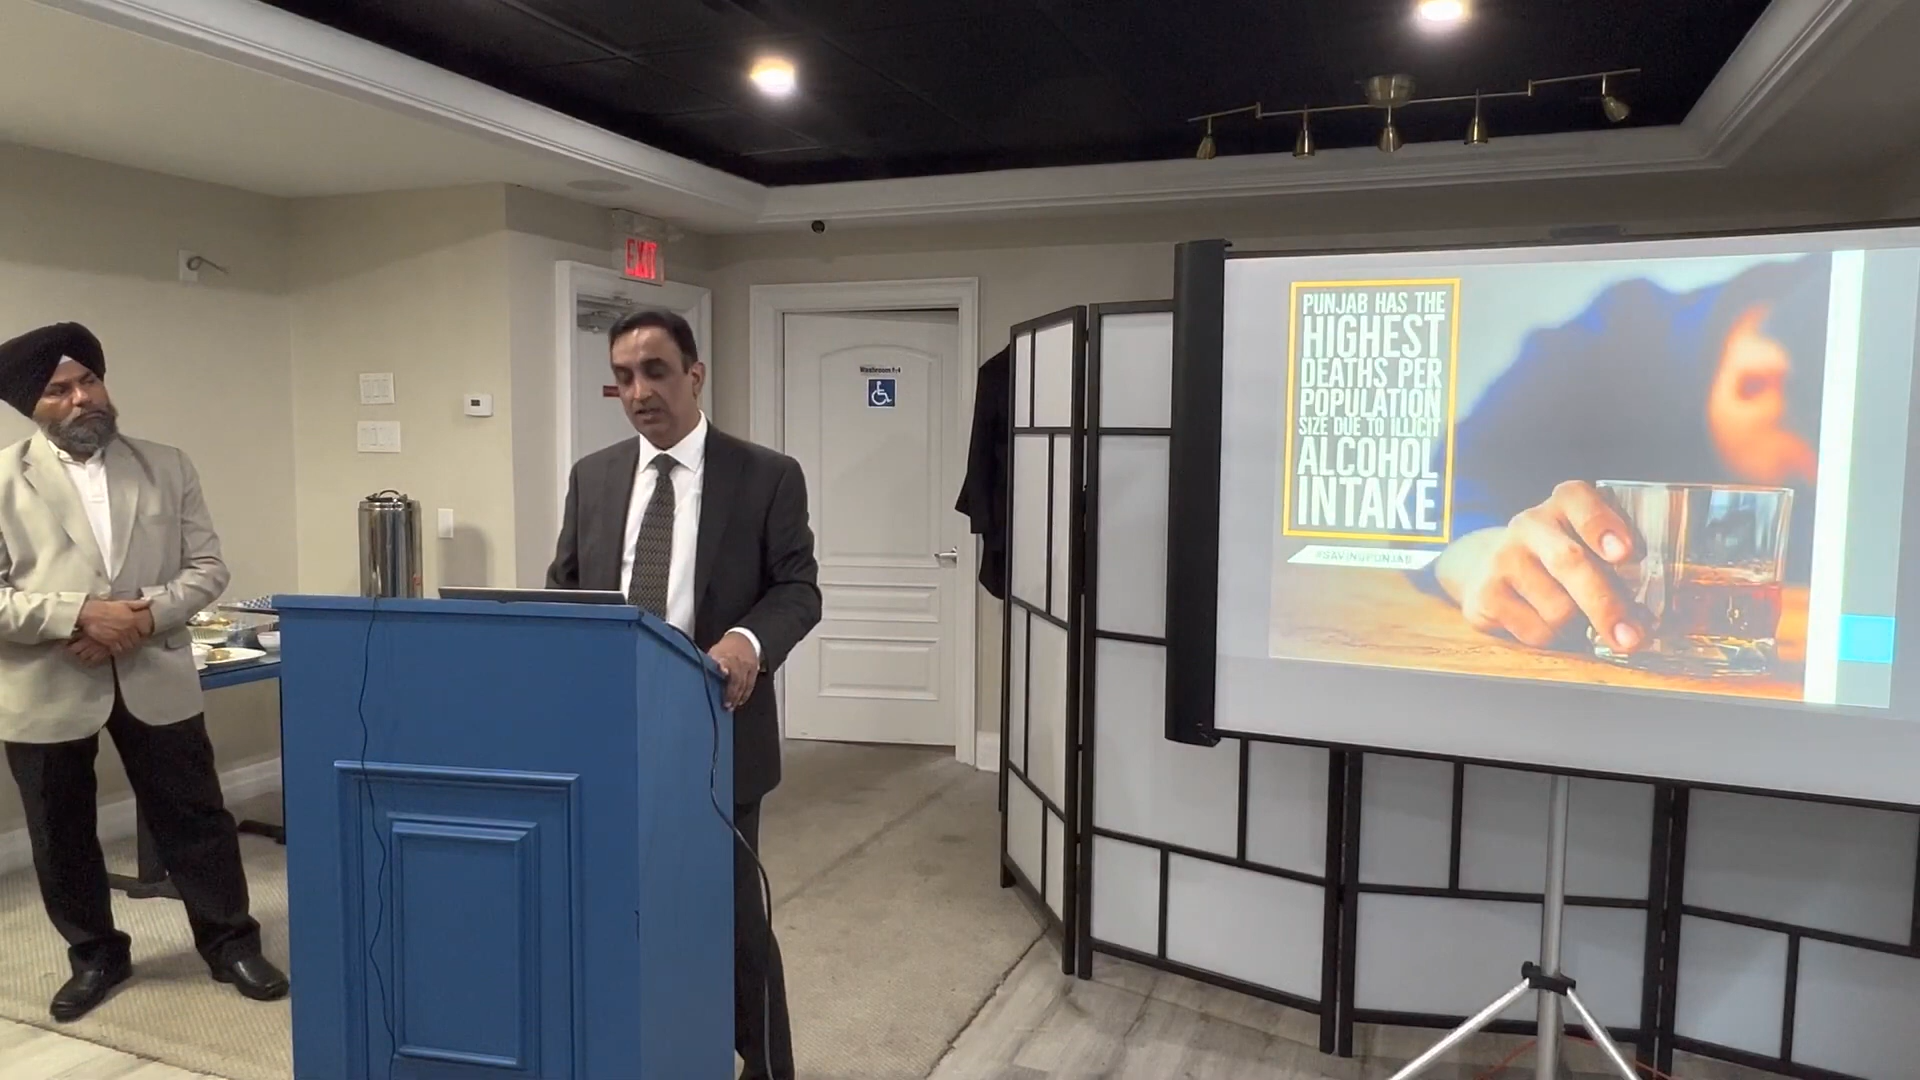 EXIT
Washroom
PUNJAB HAS THE
HIGHEST
DEATHS PER
POPULATION
SIZE DUE TO ILLICIT
ALCOHOL
INTAKE
#SAVINGPUNJAB